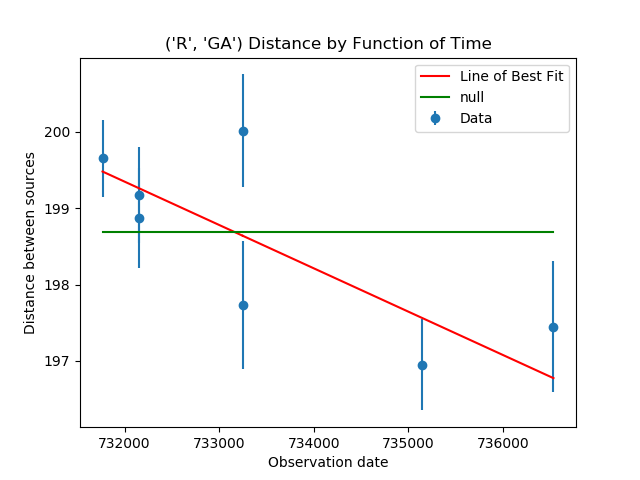 ('R', 'GA') Distance by Function of Time
Line of Best Fit
null
Data
Distance between sources
200
199
198
197
732000 733000 734000 735000 736000
Observation date